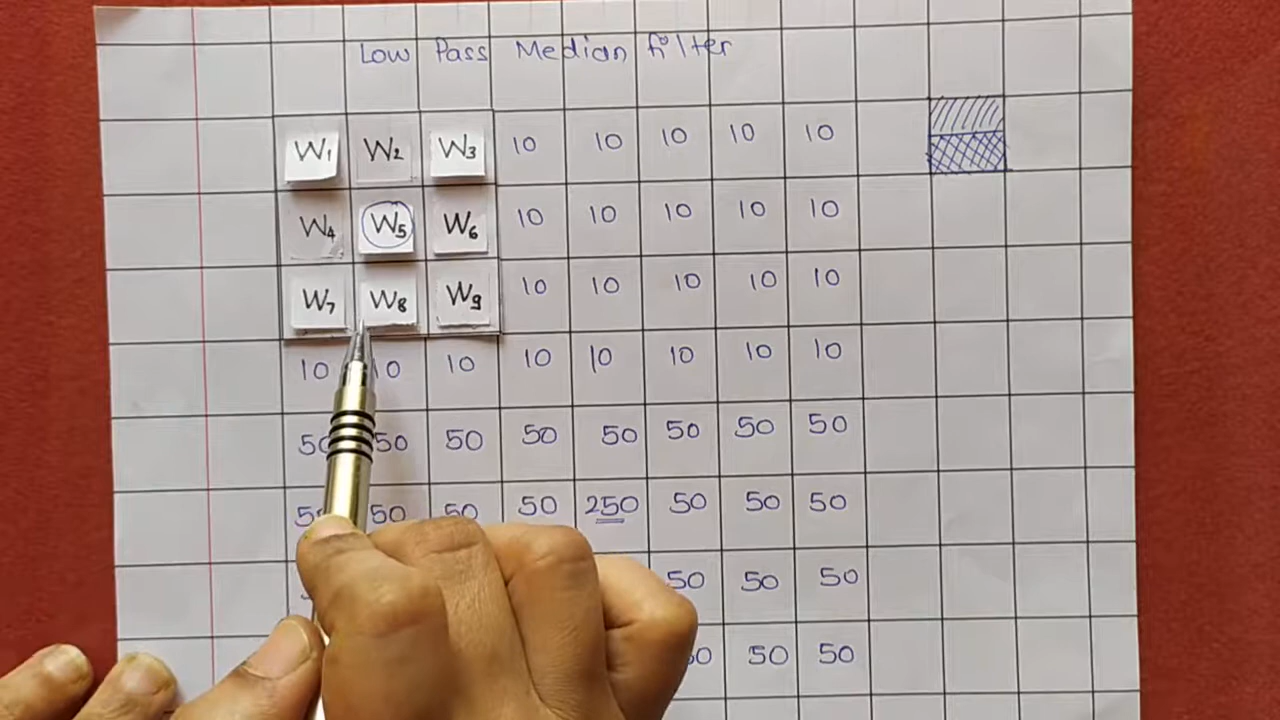 Low Pass Median filter
W1 W2 W3 10 10 10 10 10
W4 W5 W6 10 10 10 10 10
W7 W8 W9 10 10 10 10 10
10 10 10 10 10 10 10 10
50 50 50 50 50 50 50
50 50 50 250 50 50 50
50 50 50
50 50